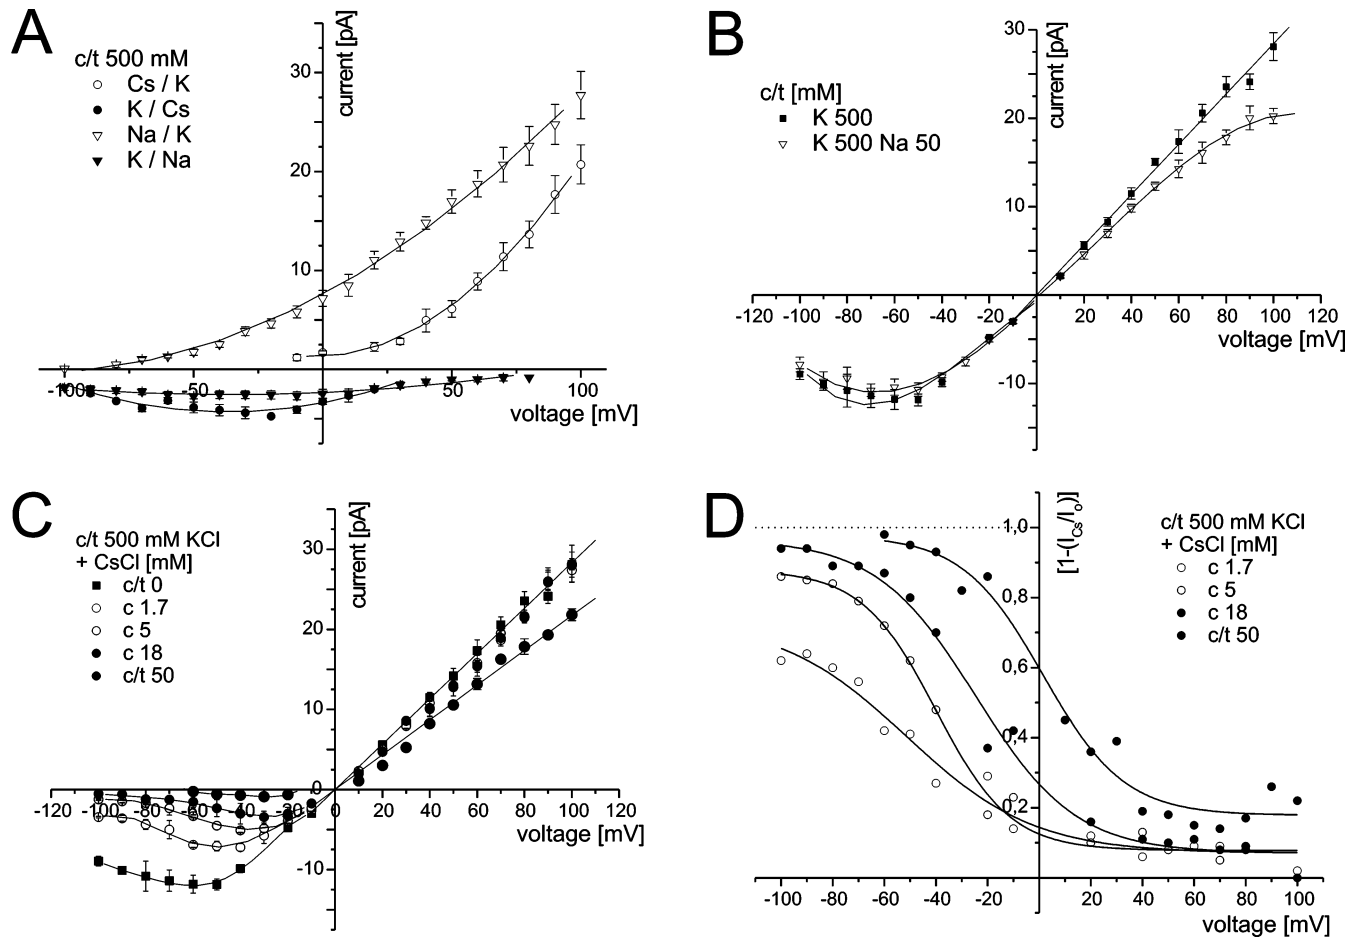 A
c/t 500 mM
Cs / K
K / Cs
Na / K
K / Na
current [pA]
30
20
10
-100
-50
50
100
voltage [mV]
B
c/t [mM]
K 500
K 500 Na 50
current [pA]
30
20
10
-10
-120 -100 -80 -60 -40 -20
20 40 60 80 100 120
voltage [mV]
C
c/t 500 mM KCl
+ CsCl [mM]
c/t 0
c 1.7
c 5
c 18
c/t 50
current [pA]
30
20
10
0
-10
-120 -100 -80 -60 -40 -20
20 40 60 80 100 120
voltage [mV]
D
[1-(ICs/Io)]
c/t 500 mM KCl
+ CsCl [mM]
c 1.7
c 5
c 18
c/t 50
1,0
0,8
0,6
0,4
0,2
-100 -80 -60 -40 -20
20 40 60 80 100
voltage [mV]